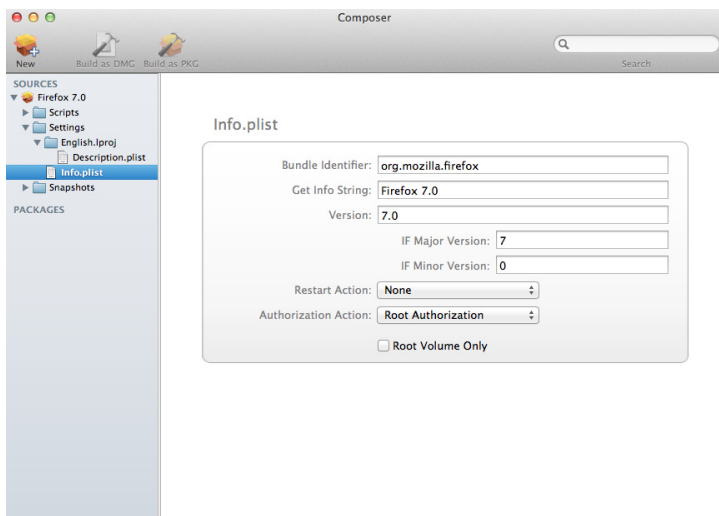 Composer
New
Build as DMG
Build as PKG
Search
SOURCES
Firefox 7.0
Scripts
Settings
English.lproj
Description.plist
Info.plist
Snapshots
PACKAGES
Info.plist
Bundle Identifier: org.mozilla.firefox
Get Info String: Firefox 7.0
Version: 7.0
IF Major Version: 7
IF Minor Version: 0
Restart Action: None
Authorization Action: Root Authorization
Root Volume Only